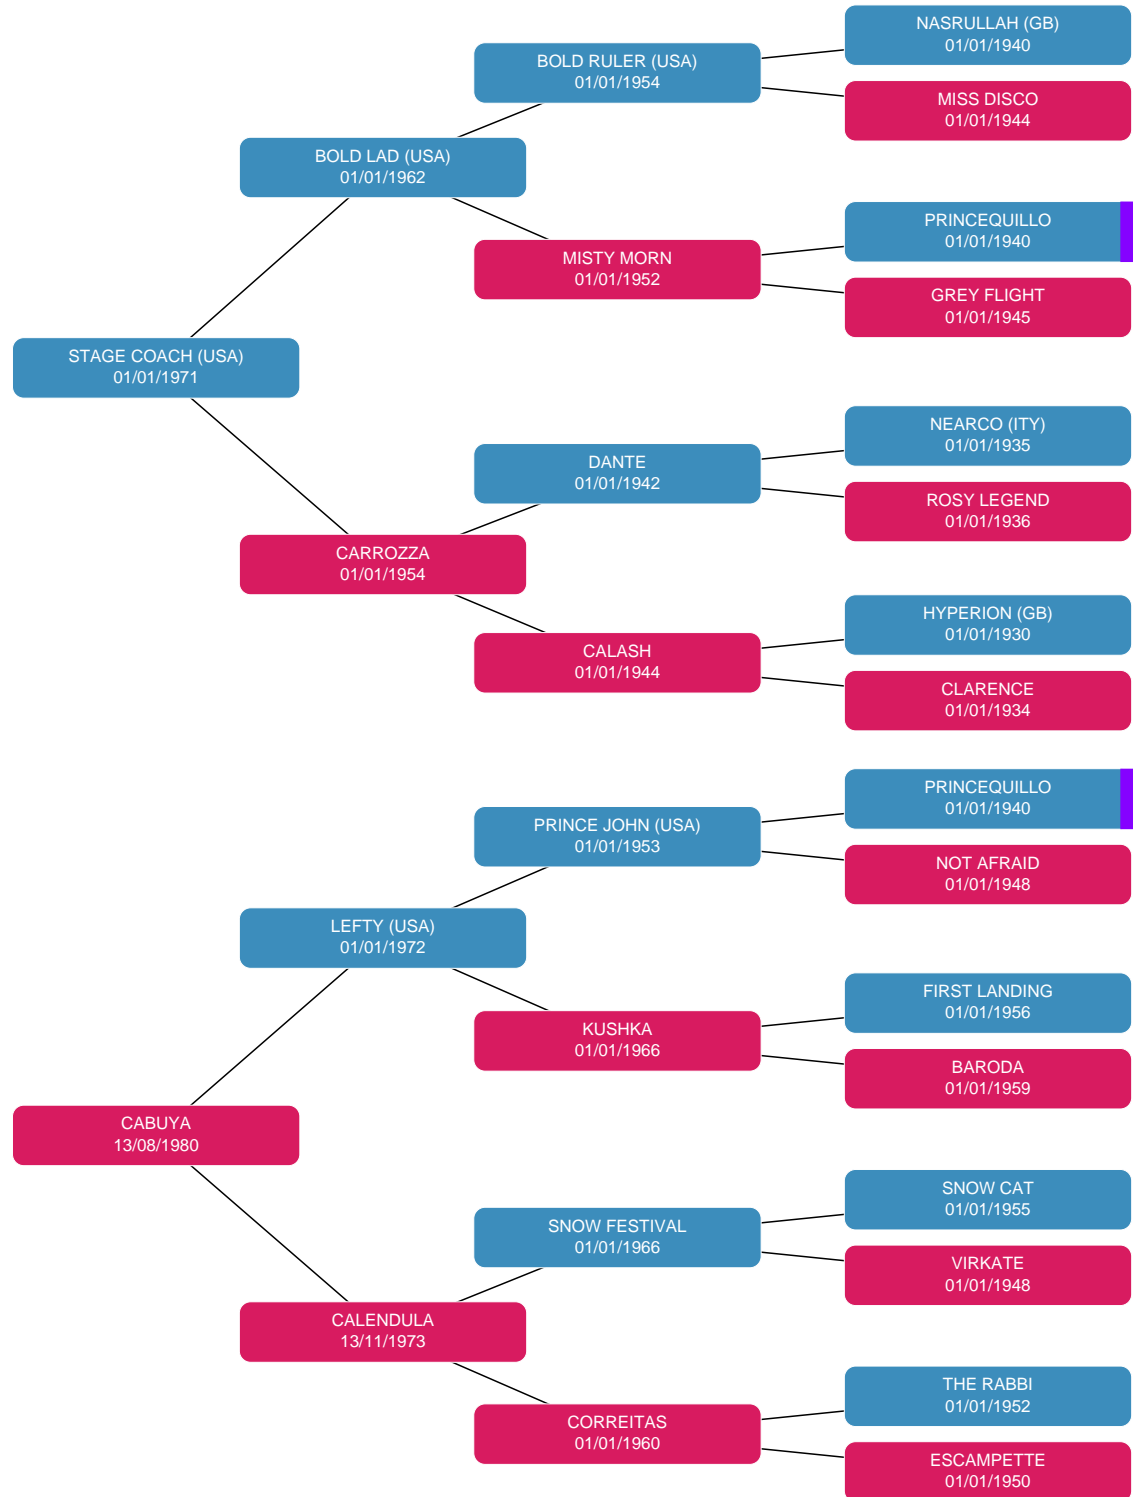 NASRULLAH (GB)
01/01/1940
BOLD RULER (USA)
01/01/1954
MISS DISCO
01/01/1944
BOLD LAD (USA)
01/01/1962
PRINCEQUILLO
01/01/1940
MISTY MORN
01/01/1952
GREY FLIGHT
01/01/1945
STAGE COACH (USA)
01/01/1971
NEARCO (ITY)
01/01/1935
DANTE
01/01/1942
ROSY LEGEND
01/01/1936
CARROZZA
01/01/1954
HYPERION (GB)
01/01/1930
CALASH
01/01/1944
CLARENCE
01/01/1934
PRINCEQUILLO
01/01/1940
PRINCE JOHN (USA)
01/01/1953
NOT AFRAID
01/01/1948
LEFTY (USA)
01/01/1972
FIRST LANDING
01/01/1956
KUSHKA
01/01/1966
BARODA
01/01/1959
CABUYA
13/08/1980
SNOW CAT
01/01/1955
SNOW FESTIVAL
01/01/1966
VIRKATE
01/01/1948
CALENDULA
13/11/1973
THE RABBI
01/01/1952
CORREITAS
01/01/1960
ESCAMPETTE
01/01/1950